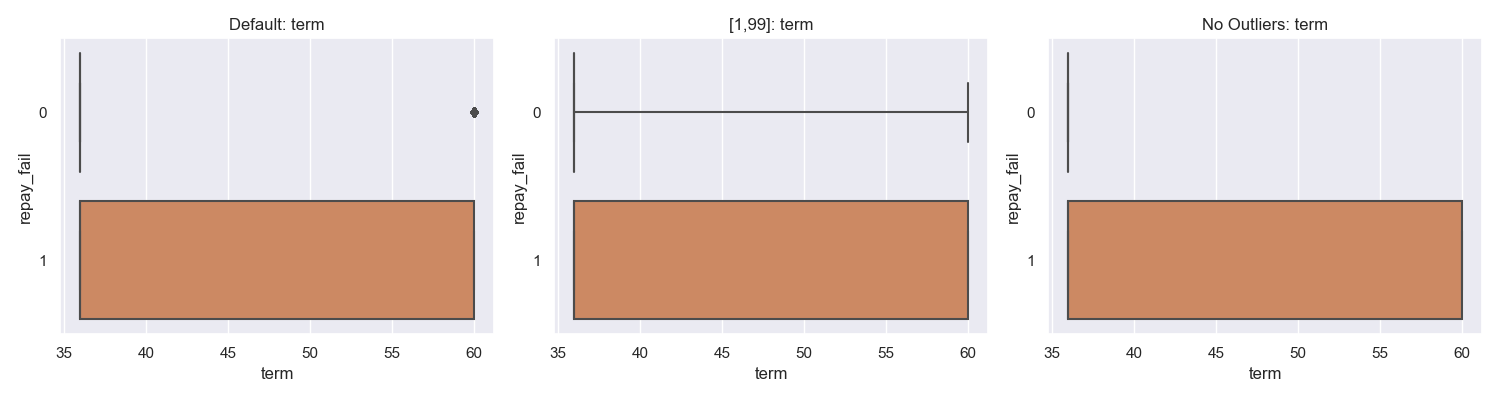 Default: term
repay_fail
0
1
35 40 45 50 55 60
term
[1,99]: term
repay_fail
0
1
35 40 45 50 55 60
term
No Outliers: term
repay_fail
0
1
35 40 45 50 55 60
term